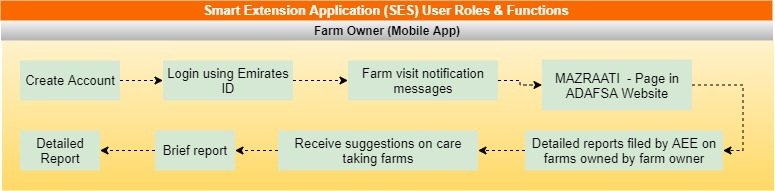 Smart Extension Application (SES) User Roles & Functions
Farm Owner (Mobile App)
Create Account
Login using Emirates
ID
Farm visit notification
messages
MAZRAATI - Page in
ADAFSA Website
Detailed reports filed by AEE on
farms owned by farm owner
Receive suggestions on care
taking farms
Brief report
Detailed
Report